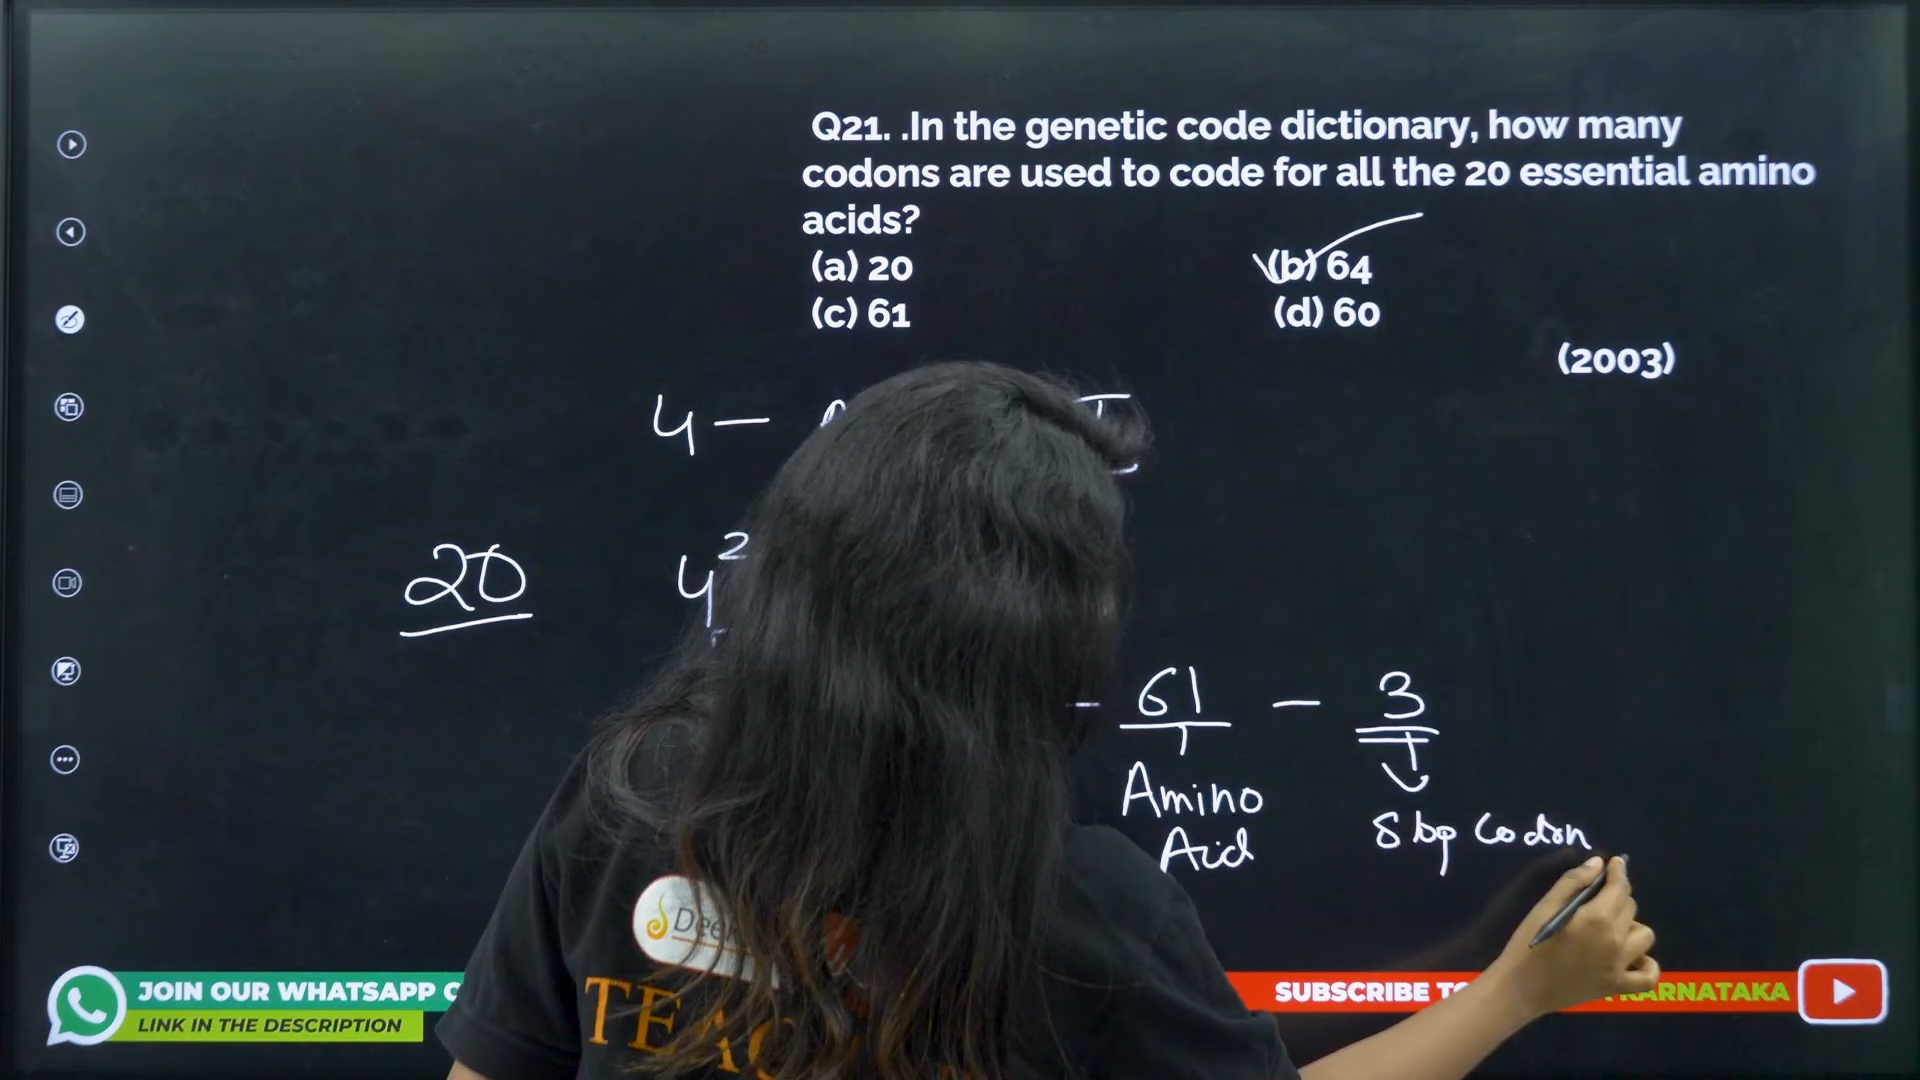 Q21. .In the genetic code dictionary, how many
codons are used to code for all the 20 essential amino
acids?
(a) 20 (b) 64
(c) 61 (d) 60
(2003)
4 —
20 4²
- 61 — 3
Amino
Acid
Stop Codon
TEAC
JOIN OUR WHATSAPP C
LINK IN THE DESCRIPTION
SUBSCRIBE TO KARNATAKA